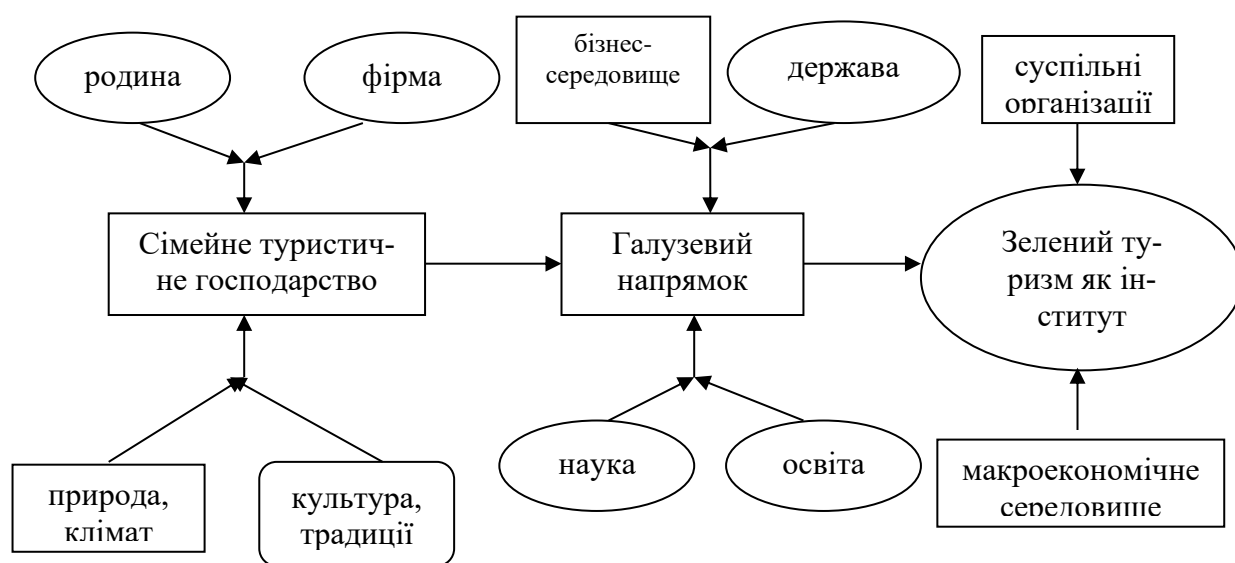 родина
фірма
бізнес-
середовище
держава
суспільні
організації
Сімейне туристич-
не господарство
Галузевий
напрямок
Зелений ту-
ризм як ін-
ститут
природа,
клімат
культура,
традиції
наука
освіта
макроекономічне
середовище